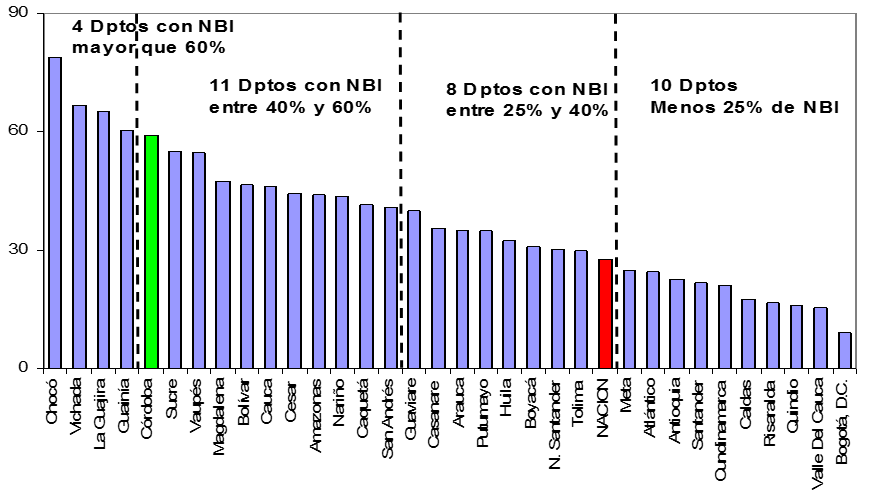 90
60
30
0
4 Dptos con NBI
mayor que 60%
11 Dptos con NBI
entre 40% y 60%
8 Dptos con NBI
entre 25% y 40%
10 Dptos
Menos 25% de NBI
Chocó
Vichada
La Guajira
Guainía
Córdoba
Sucre
Vaupés
Magdalena
Bolívar
Cauca
Cesar
Amazonas
Nariño
Caquetá
San Andrés
Guaviare
Casanare
Arauca
Putumayo
Huila
Boyacá
N. Santander
Tolima
NACION
Meta
Atlántico
Antioquia
Santander
Cundinamarca
Caldas
Risaralda
Quindio
Valle Del Cauca
Bogotá, D.C.